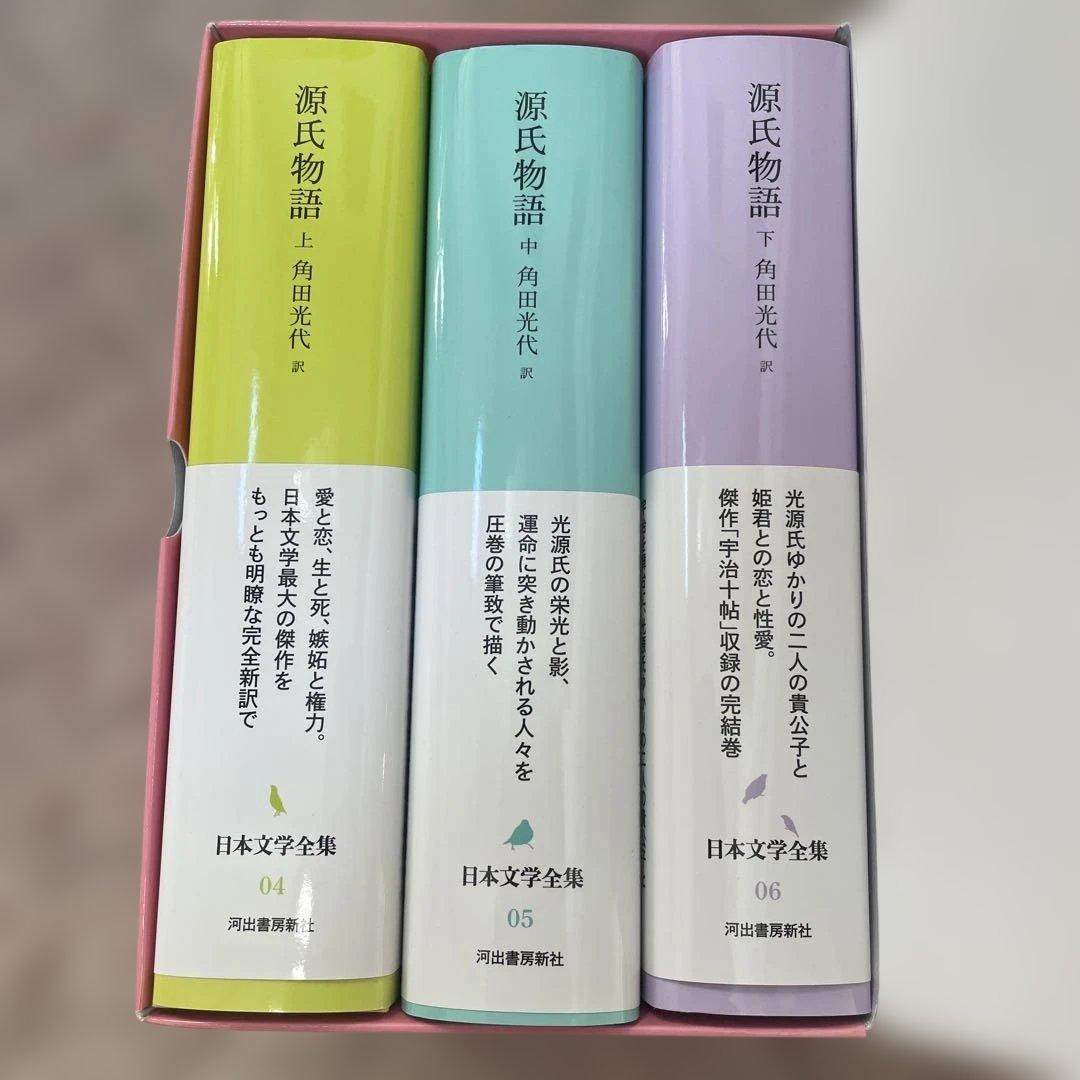 源氏物語 上 角田光代 訳
愛と恋、生と死、嫉妬と権力。
日本文学最大の傑作を
もっとも明瞭な完全新訳で
日本文学全集
04
河出書房新社
源氏物語 中 角田光代 訳
光源氏の栄光と影、
運命に突き動かされる人々を
圧巻の筆致で描く
日本文学全集
05
河出書房新社
源氏物語 下 角田光代 訳
光源氏ゆかりの二人の貴公子と
姫君との恋と性愛。
傑作「宇治十帖」収録の完結巻
日本文学全集
06
河出書房新社